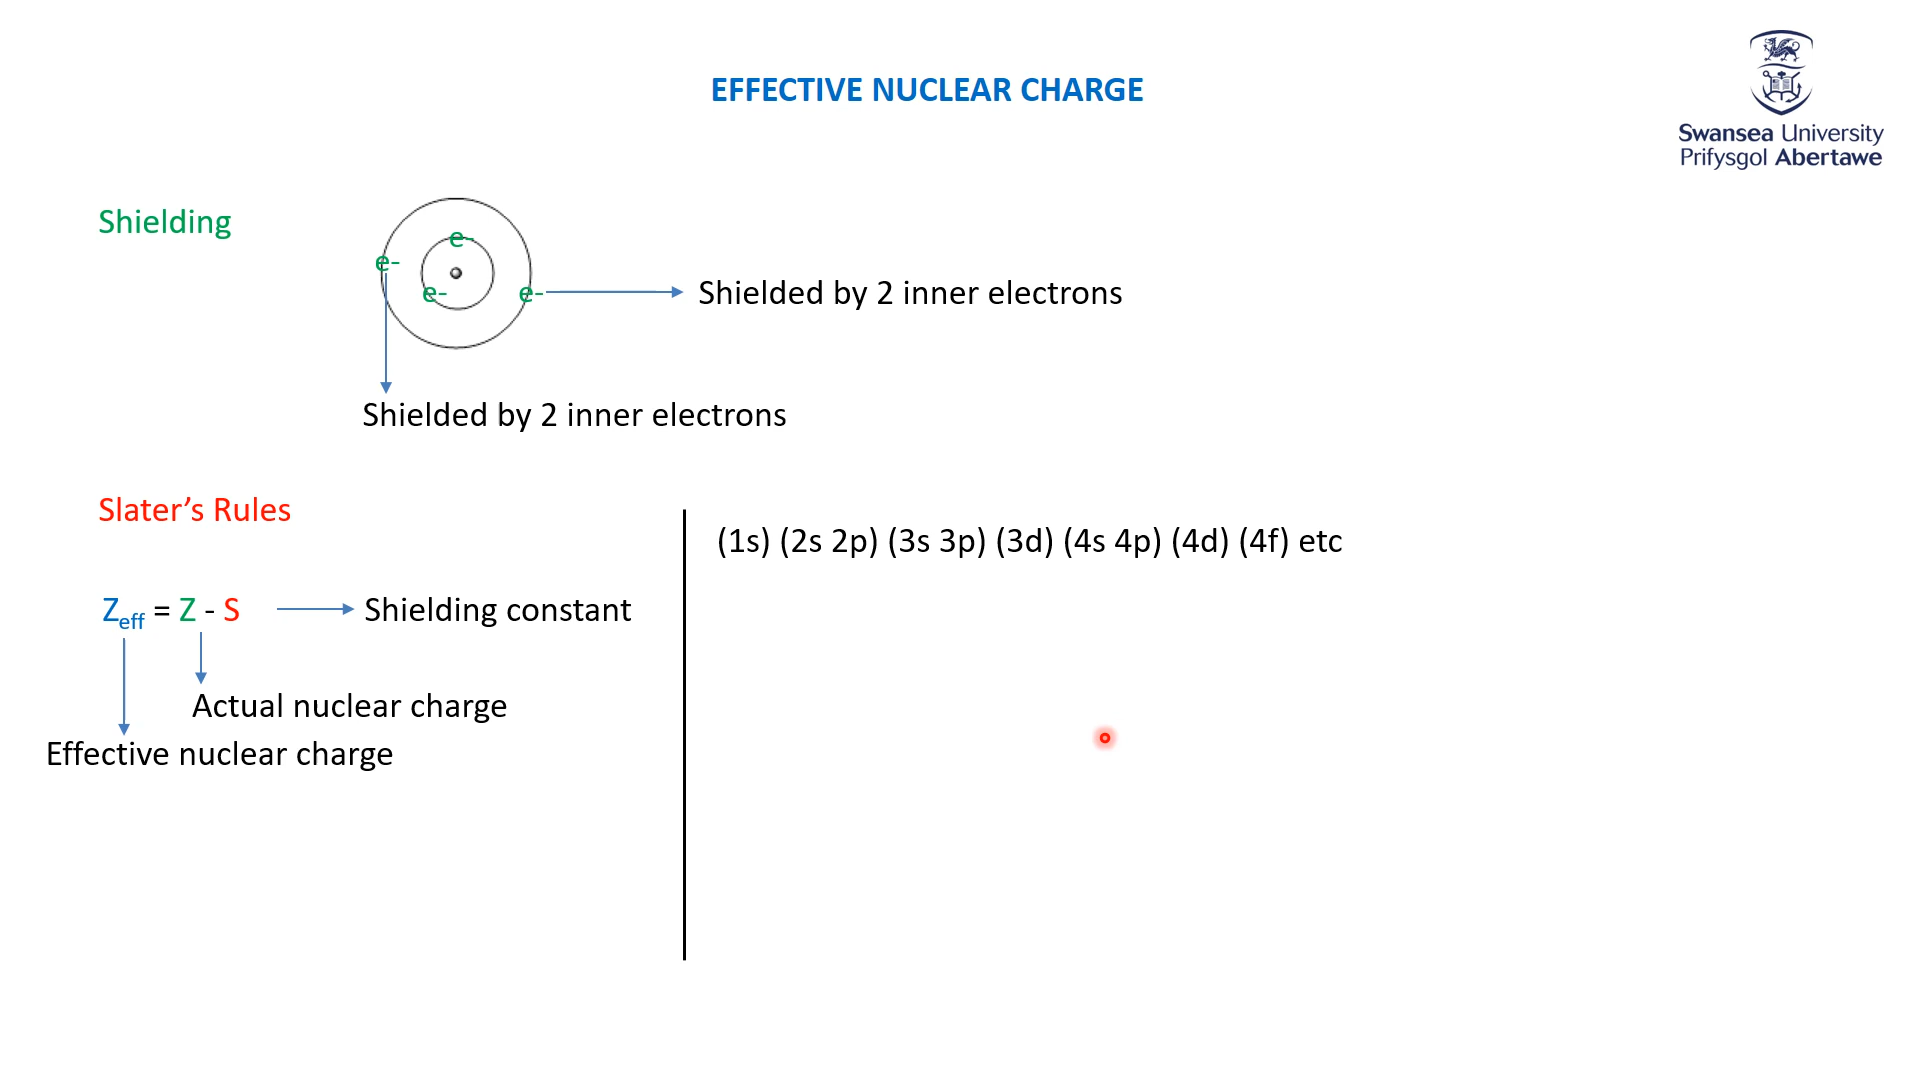 EFFECTIVE NUCLEAR CHARGE
Swansea University
Prifysgol Abertawe
Shielding
e-
e-
e-
e-
Shielded by 2 inner electrons
Shielded by 2 inner electrons
Slater’s Rules
(1s) (2s 2p) (3s 3p) (3d) (4s 4p) (4d) (4f) etc
Zeff = Z - S
Shielding constant
Actual nuclear charge
Effective nuclear charge